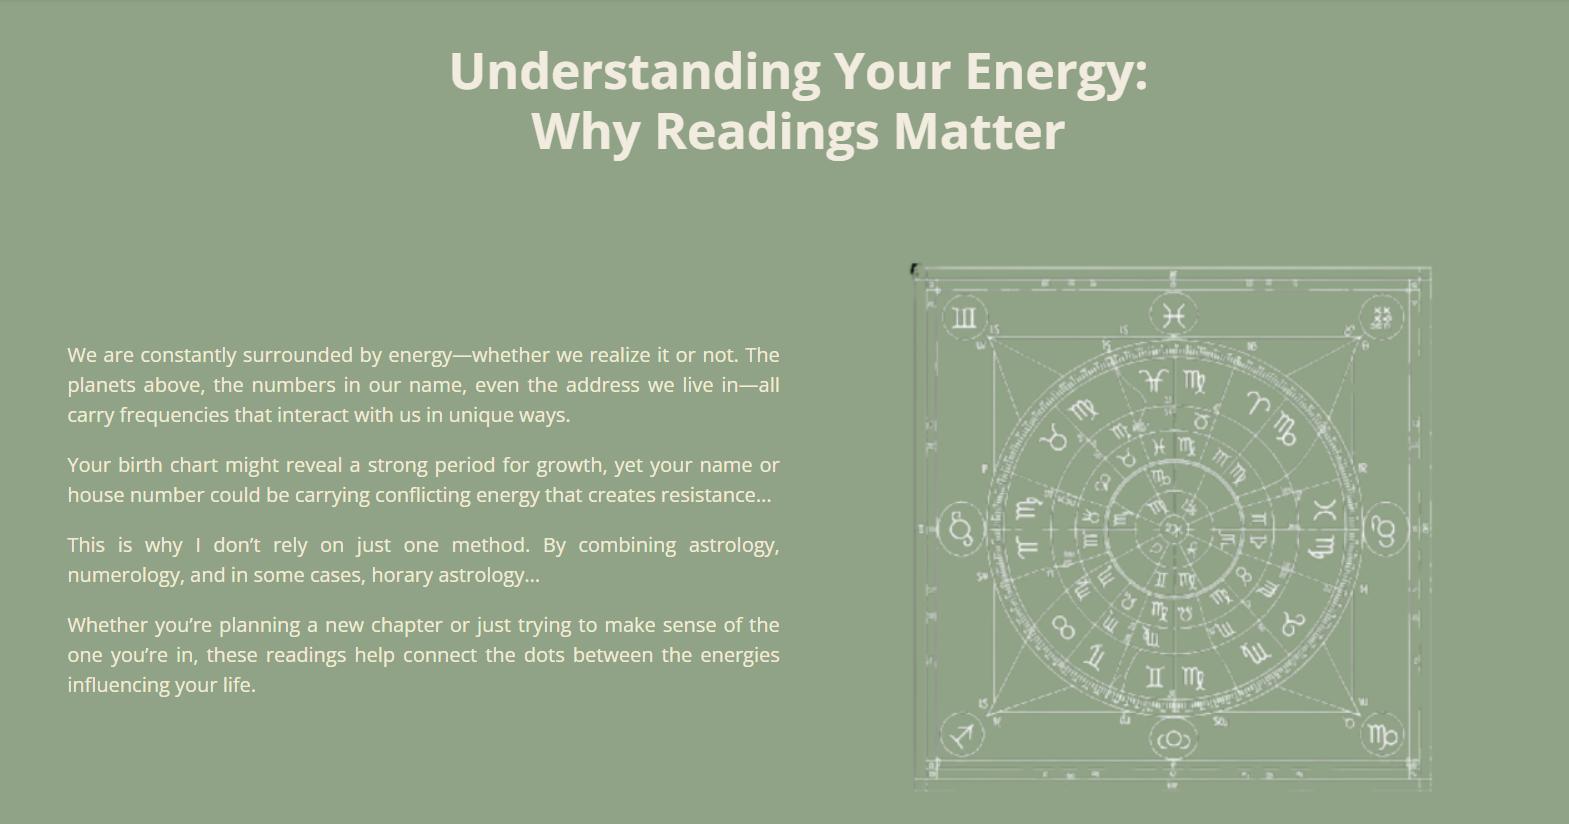 Understanding Your Energy:
Why Readings Matter
We are constantly surrounded by energy—whether we realize it or not. The
planets above, the numbers in our name, even the address we live in—all
carry frequencies that interact with us in unique ways.
Your birth chart might reveal a strong period for growth, yet your name or
house number could be carrying conflicting energy that creates resistance...
This is why I don’t rely on just one method. By combining astrology,
numerology, and in some cases, horary astrology...
Whether you’re planning a new chapter or just trying to make sense of the
one you’re in, these readings help connect the dots between the energies
influencing your life.